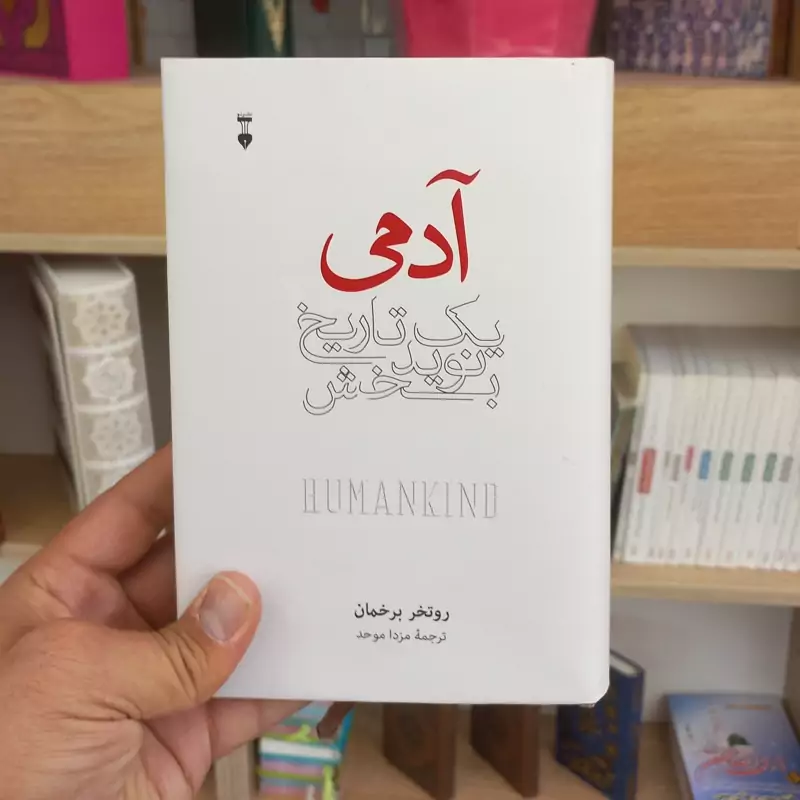 آدمی
یک تاریخ
نوید
بخش
HUMANKIND
روتخر برخمان
ترجمهٔ مزدا موحد